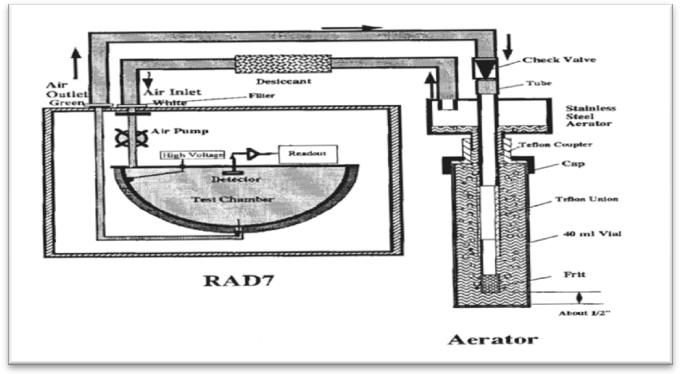 Check Valve
Tube
Desiccant
Air
Outlet
Green
Air Inlet
White
Filter
Stainless
Steel
Aerator
Air Pump
Teflon Coupler
High Voltage
Readout
Cap
Detector
Test Chamber
Teflon Union
40 ml Vial
Frit
RAD7
About 1/2"
Aerator